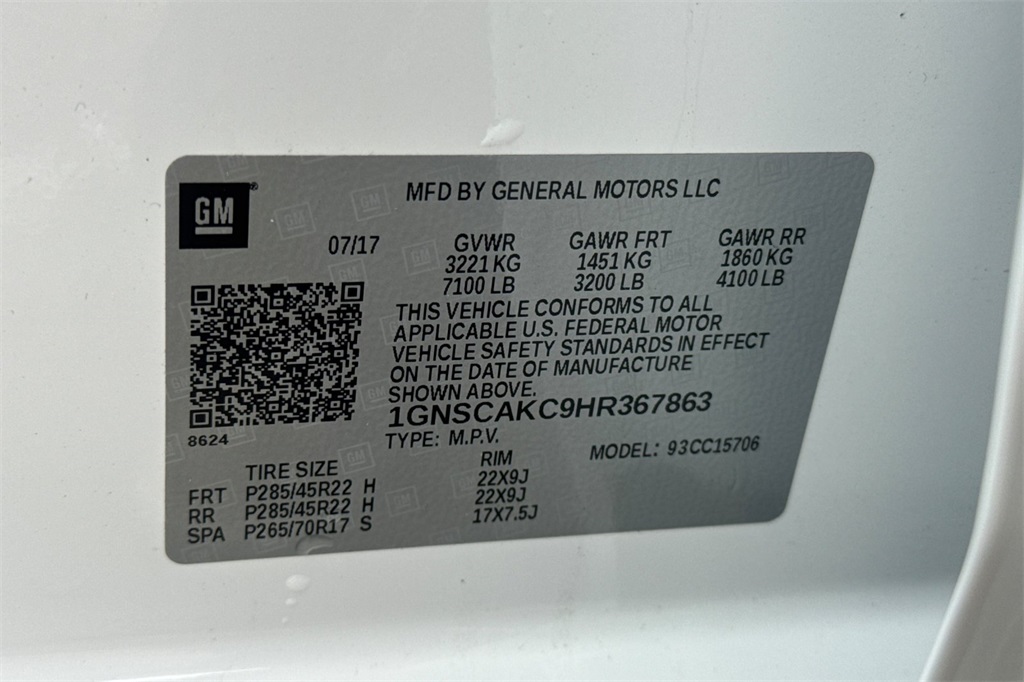 GM
MFD BY GENERAL MOTORS LLC
07/17 GVWR GAWR FRT GAWR RR
3221 KG 1451 KG 1860 KG
7100 LB 3200 LB 4100 LB
THIS VEHICLE CONFORMS TO ALL
APPLICABLE U.S. FEDERAL MOTOR
VEHICLE SAFETY STANDARDS IN EFFECT
ON THE DATE OF MANUFACTURE
SHOWN ABOVE.
1GNSCAKC9HR367863
8624
TYPE: M.P.V. MODEL: 93CC15706
TIRE SIZE RIM
FRT P285/45R22 H 22X9J
RR P285/45R22 H 22X9J
SPA P265/70R17 S 17X7.5J